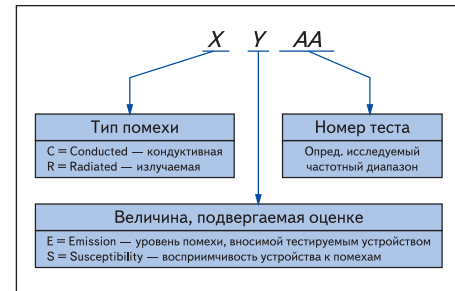 X Y AA
Тип помехи
C = Conducted — кондуктивная
R = Radiated — излучаемая
Номер теста
Опред. исследуемый
частотный диапазон
Величина, подвергаемая оценке
E = Emission — уровень помехи, вносимой тестируемым устройством
S = Susceptibility — восприимчивость устройства к помехам